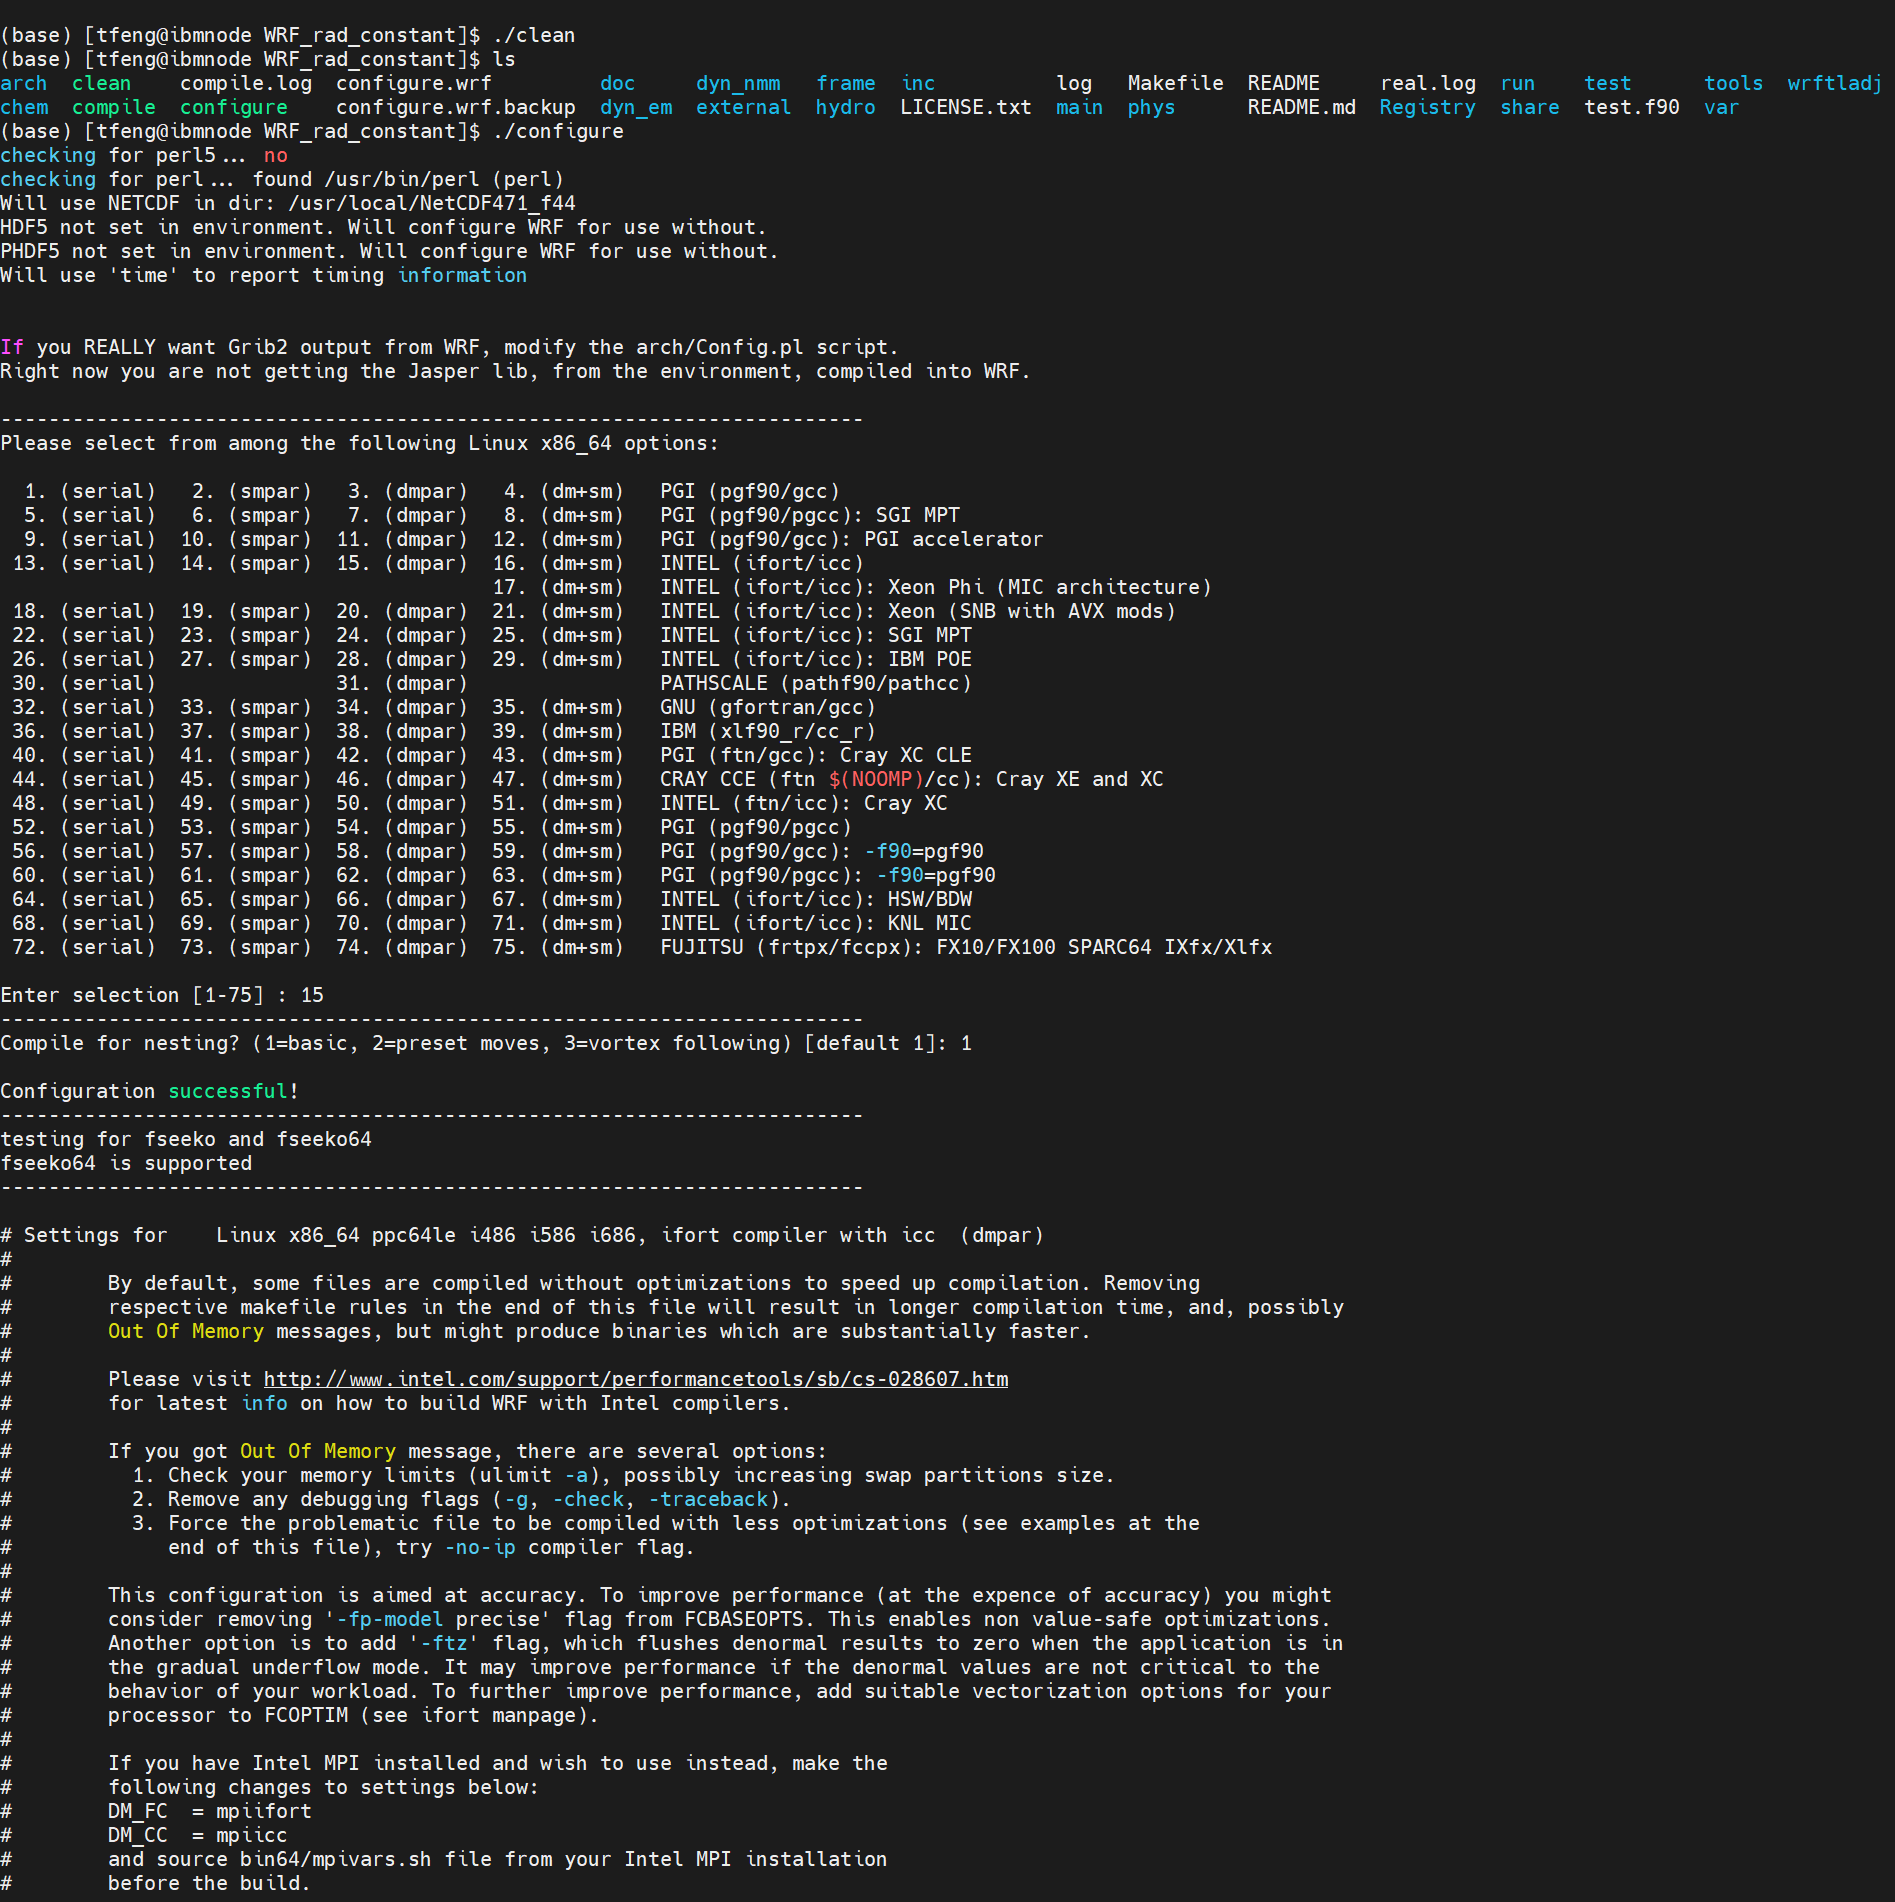 (base) [tfeng@ibmnode WRF_rad_constant]$ ./clean
(base) [tfeng@ibmnode WRF_rad_constant]$ ls
arch  clean    compile.log  configure.wrf         doc     dyn_nmm   frame  inc          log   Makefile  README     real.log  run    test      tools  wrftladj
chem  compile  configure    configure.wrf.backup  dyn_em  external  hydro  LICENSE.txt  main  phys      README.md  Registry  share  test.f90  var
(base) [tfeng@ibmnode WRF_rad_constant]$ ./configure
checking for perl5... no
checking for perl... found /usr/bin/perl (perl)
Will use NETCDF in dir: /usr/local/NetCDF471_f44
HDF5 not set in environment. Will configure WRF for use without.
PHDF5 not set in environment. Will configure WRF for use without.
Will use 'time' to report timing information
If you REALLY want Grib2 output from WRF, modify the arch/Config.pl script.
Right now you are not getting the Jasper lib, from the environment, compiled into WRF.
------------------------------------------------------------------------
Please select from among the following Linux x86_64 options:
  1. (serial)   2. (smpar)   3. (dmpar)   4. (dm+sm)   PGI (pgf90/gcc)
  5. (serial)   6. (smpar)   7. (dmpar)   8. (dm+sm)   PGI (pgf90/pgcc): SGI MPT
  9. (serial)  10. (smpar)  11. (dmpar)  12. (dm+sm)   PGI (pgf90/gcc): PGI accelerator
 13. (serial)  14. (smpar)  15. (dmpar)  16. (dm+sm)   INTEL (ifort/icc)
                                         17. (dm+sm)   INTEL (ifort/icc): Xeon Phi (MIC architecture)
 18. (serial)  19. (smpar)  20. (dmpar)  21. (dm+sm)   INTEL (ifort/icc): Xeon (SNB with AVX mods)
 22. (serial)  23. (smpar)  24. (dmpar)  25. (dm+sm)   INTEL (ifort/icc): SGI MPT
 26. (serial)  27. (smpar)  28. (dmpar)  29. (dm+sm)   INTEL (ifort/icc): IBM POE
 30. (serial)               31. (dmpar)                PATHSCALE (pathf90/pathcc)
 32. (serial)  33. (smpar)  34. (dmpar)  35. (dm+sm)   GNU (gfortran/gcc)
 36. (serial)  37. (smpar)  38. (dmpar)  39. (dm+sm)   IBM (xlf90_r/cc_r)
 40. (serial)  41. (smpar)  42. (dmpar)  43. (dm+sm)   PGI (ftn/gcc): Cray XC CLE
 44. (serial)  45. (smpar)  46. (dmpar)  47. (dm+sm)   CRAY CCE (ftn $(NOOMP)/cc): Cray XE and XC
 48. (serial)  49. (smpar)  50. (dmpar)  51. (dm+sm)   INTEL (ftn/icc): Cray XC
 52. (serial)  53. (smpar)  54. (dmpar)  55. (dm+sm)   PGI (pgf90/pgcc)
 56. (serial)  57. (smpar)  58. (dmpar)  59. (dm+sm)   PGI (pgf90/gcc): -f90=pgf90
 60. (serial)  61. (smpar)  62. (dmpar)  63. (dm+sm)   PGI (pgf90/pgcc): -f90=pgf90
 64. (serial)  65. (smpar)  66. (dmpar)  67. (dm+sm)   INTEL (ifort/icc): HSW/BDW
 68. (serial)  69. (smpar)  70. (dmpar)  71. (dm+sm)   INTEL (ifort/icc): KNL MIC
 72. (serial)  73. (smpar)  74. (dmpar)  75. (dm+sm)   FUJITSU (frtpx/fccpx): FX10/FX100 SPARC64 IXfx/Xlfx
Enter selection [1-75] : 15
------------------------------------------------------------------------
Compile for nesting? (1=basic, 2=preset moves, 3=vortex following) [default 1]: 1
Configuration successful!
------------------------------------------------------------------------
testing for fseeko and fseeko64
fseeko64 is supported
------------------------------------------------------------------------
# Settings for    Linux x86_64 ppc64le i486 i586 i686, ifort compiler with icc  (dmpar)
#
#        By default, some files are compiled without optimizations to speed up compilation. Removing
#        respective makefile rules in the end of this file will result in longer compilation time, and, possibly
#        Out Of Memory messages, but might produce binaries which are substantially faster.
#
#        Please visit http://www.intel.com/support/performancetools/sb/cs-028607.htm
#        for latest info on how to build WRF with Intel compilers.
#
#        If you got Out Of Memory message, there are several options:
#          1. Check your memory limits (ulimit -a), possibly increasing swap partitions size.
#          2. Remove any debugging flags (-g, -check, -traceback).
#          3. Force the problematic file to be compiled with less optimizations (see examples at the
#             end of this file), try -no-ip compiler flag.
#
#        This configuration is aimed at accuracy. To improve performance (at the expence of accuracy) you might
#        consider removing '-fp-model precise' flag from FCBASEOPTS. This enables non value-safe optimizations.
#        Another option is to add '-ftz' flag, which flushes denormal results to zero when the application is in
#        the gradual underflow mode. It may improve performance if the denormal values are not critical to the
#        behavior of your workload. To further improve performance, add suitable vectorization options for your
#        processor to FCOPTIM (see ifort manpage).
#
#        If you have Intel MPI installed and wish to use instead, make the
#        following changes to settings below:
#        DM_FC  = mpiifort
#        DM_CC  = mpiicc
#        and source bin64/mpivars.sh file from your Intel MPI installation
#        before the build.